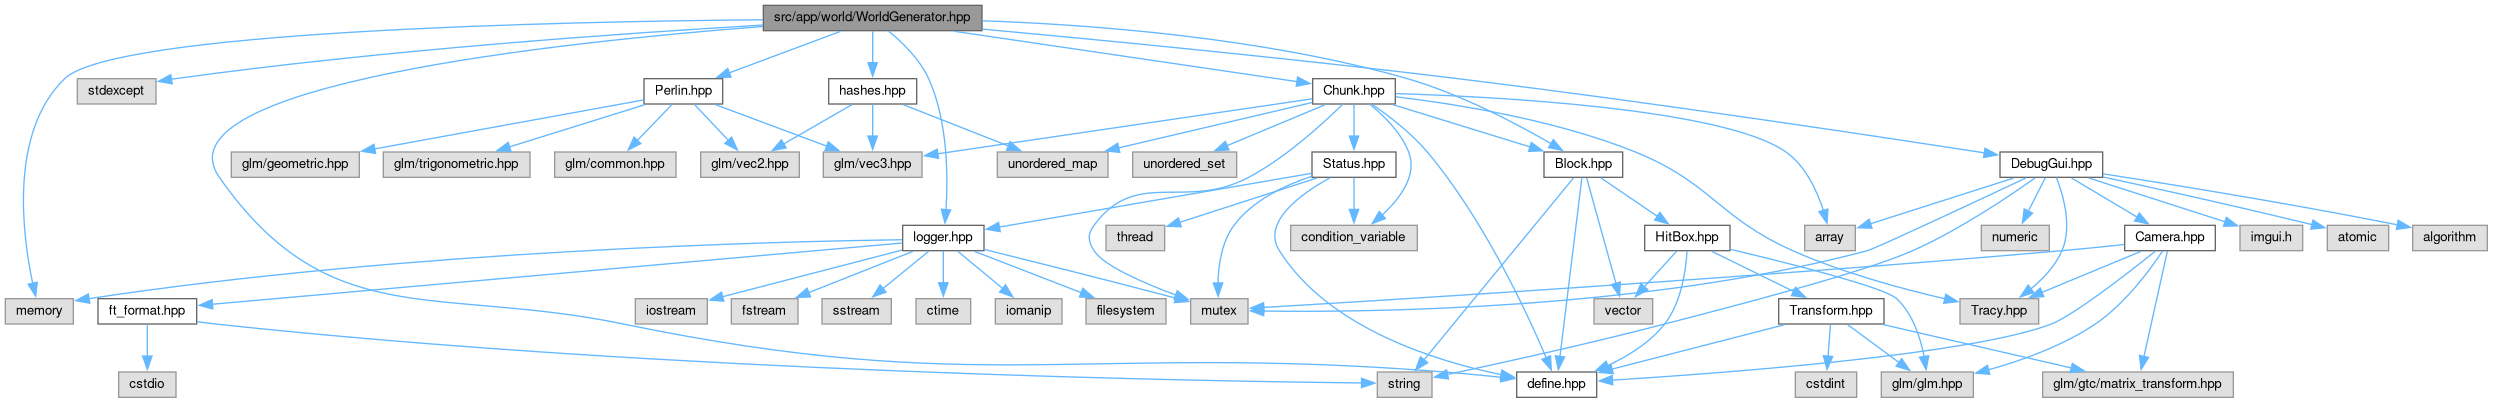 src/app/world/WorldGenerator.hpp
stdexcept
Perlin.hpp
hashes.hpp
Chunk.hpp
glm/geometric.hpp
glm/trigonometric.hpp
glm/common.hpp
glm/vec2.hpp
glm/vec3.hpp
unordered_map
unordered_set
Status.hpp
Block.hpp
DebugGui.hpp
logger.hpp
thread
condition_variable
HitBox.hpp
array
numeric
Camera.hpp
imgui.h
atomic
algorithm
memory
ft_format.hpp
iostream
fstream
sstream
ctime
iomanip
filesystem
mutex
vector
Transform.hpp
Tracy.hpp
cstdio
string
define.hpp
cstdint
glm/glm.hpp
glm/gtc/matrix_transform.hpp